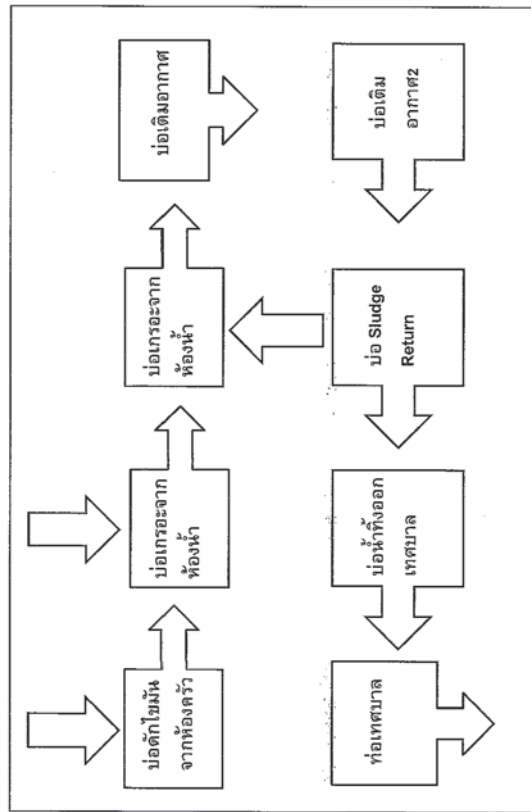 บ่อดักไขมัน
จากห้องครัว
บ่อเกรอะจาก
ห้องน้ำ
บ่อเกรอะจาก
ห้องน้ำ
บ่อเติมอากาศ
ท่อเทศบาล
บ่อน้ำทิ้งออก
เทศบาล
บ่อ Sludge
Return
บ่อเติม
อากาศ2